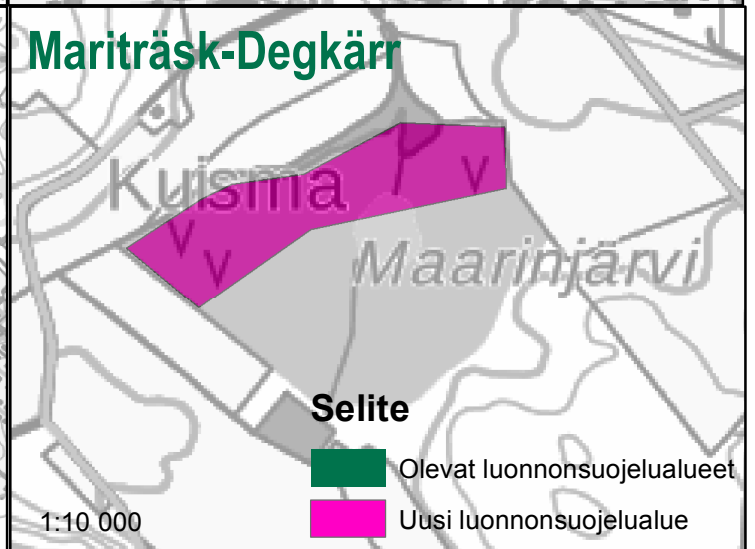 Mariträsk-Degkärr
Kuisma
Maarinjärvi
Selite
Olevat luonnonsuojelualueet
Uusi luonnonsuojelualue
1:10 000